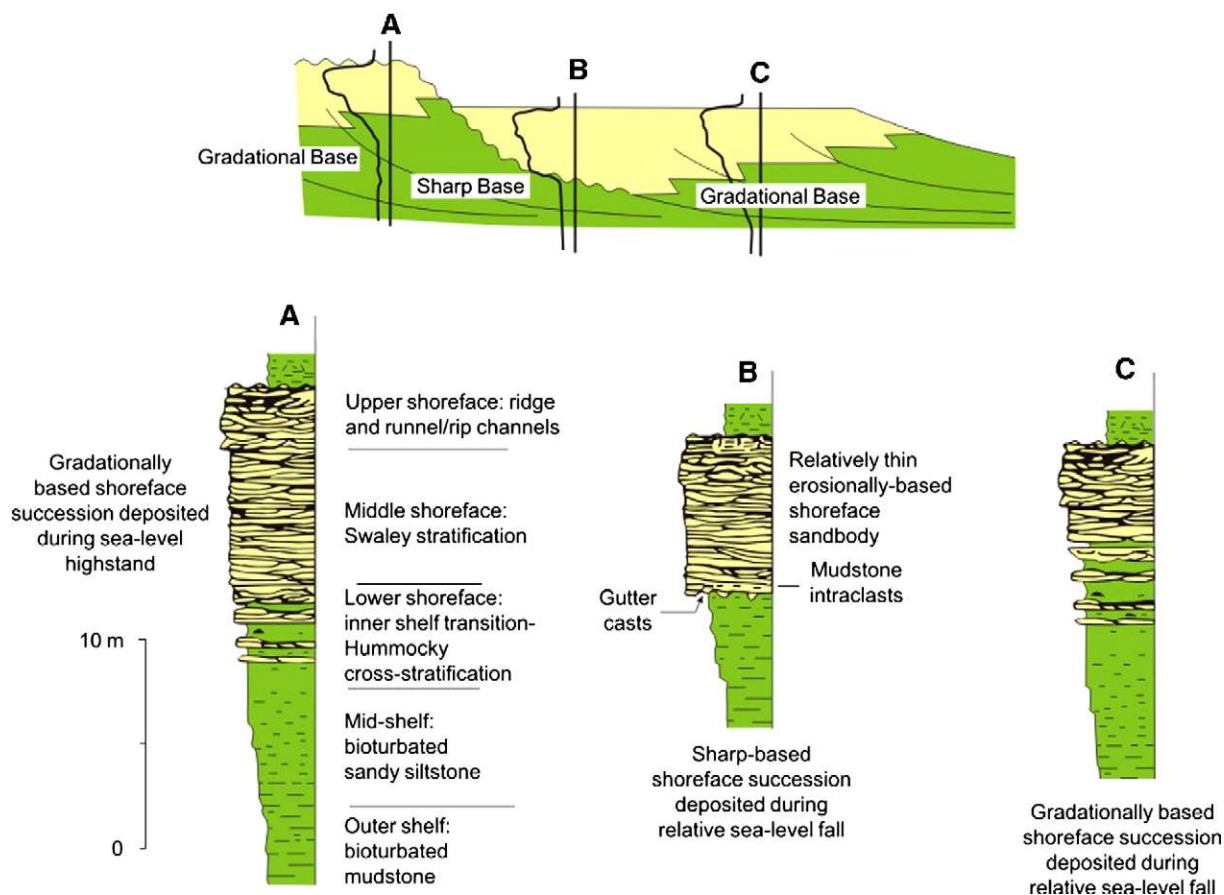 A
B
C
Gradational Base
Sharp Base
Gradational Base
A
Gradationally
based shoreface
succession deposited
during sea-level
highstand
10 m
0
Upper shoreface: ridge
and runnel/rip channels
Middle shoreface:
Swaley stratification
Lower shoreface:
inner shelf transition-
Hummocky
cross-stratification
Mid-shelf:
bioturbated
sandy siltstone
Outer shelf:
bioturbated
mudstone
B
Relatively thin
erosionally-based
shoreface
sandbody
Mudstone
intraclasts
Gutter
casts
Sharp-based
shoreface succession
deposited during
relative sea-level fall
C
Gradationally based
shoreface succession
deposited during
relative sea-level fall